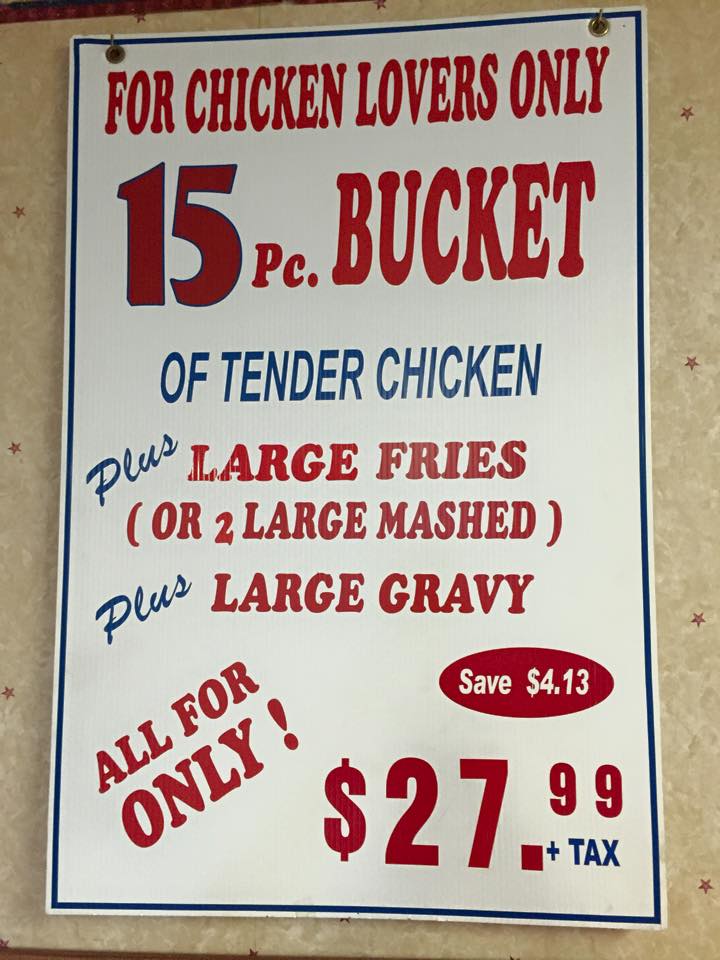 FOR CHICKEN LOVERS ONLY
15 Pc. BUCKET
OF TENDER CHICKEN
Plus LARGE FRIES
( OR 2 LARGE MASHED )
Plus LARGE GRAVY
Save $4.13
ALL FOR
ONLY !
$27.99
+ TAX